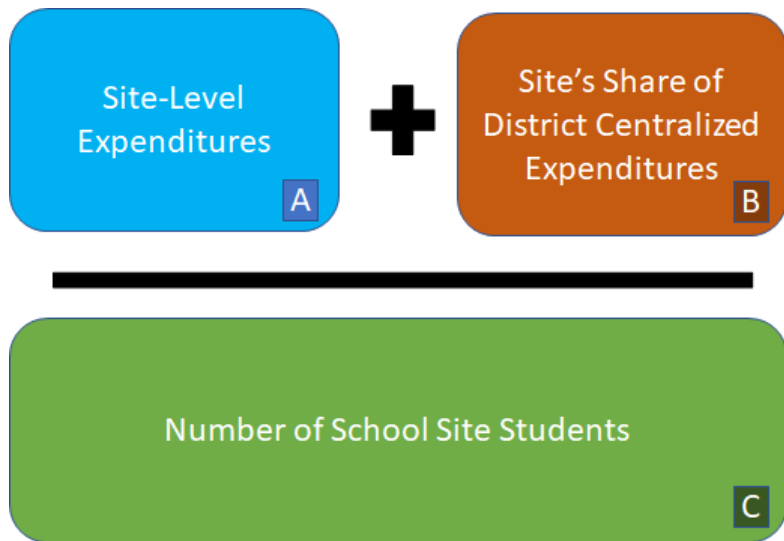 Site-Level
Expenditures
A
Site’s Share of
District Centralized
Expenditures
B
Number of School Site Students
C